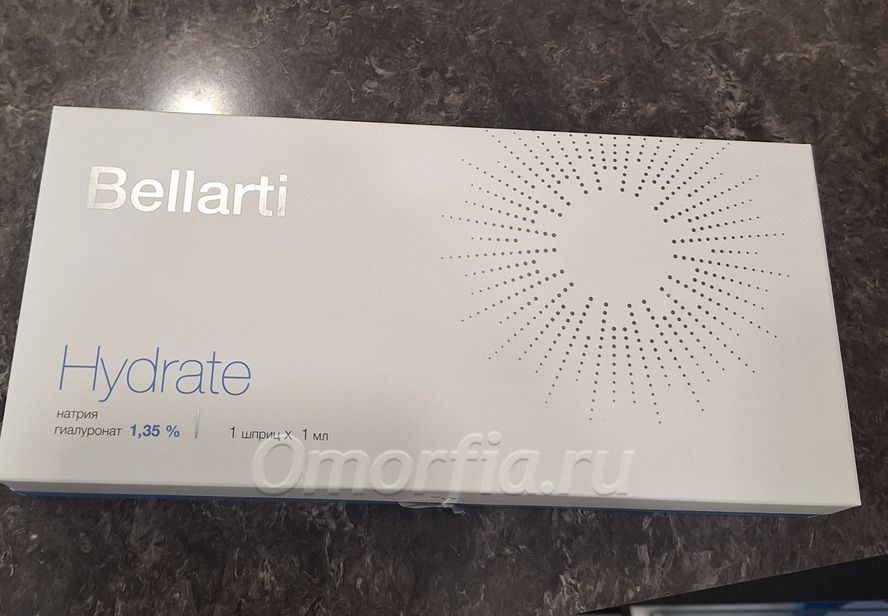 Bellarti
Hydrate
натрия
гиалуронат 1,35 % | 1 шприц x 1 мл
Omorfia.ru